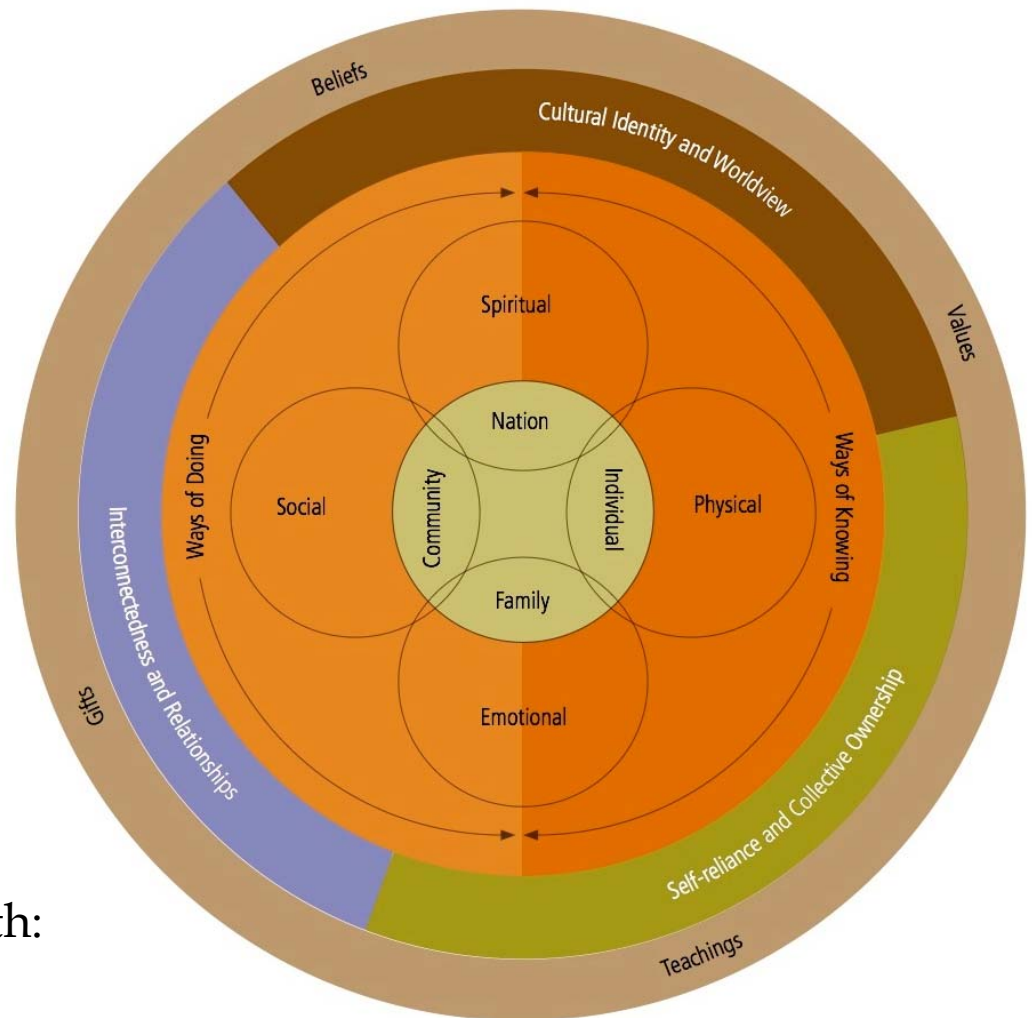 Beliefs
Cultural Identity and Worldview
Values
Spiritual
Nation
Ways of Doing
Social
Community
Individual
Physical
Ways of Knowing
Interconnectedness and Relationships
Family
Emotional
Gifts
Self-reliance and Collective Ownership
th:
Teachings